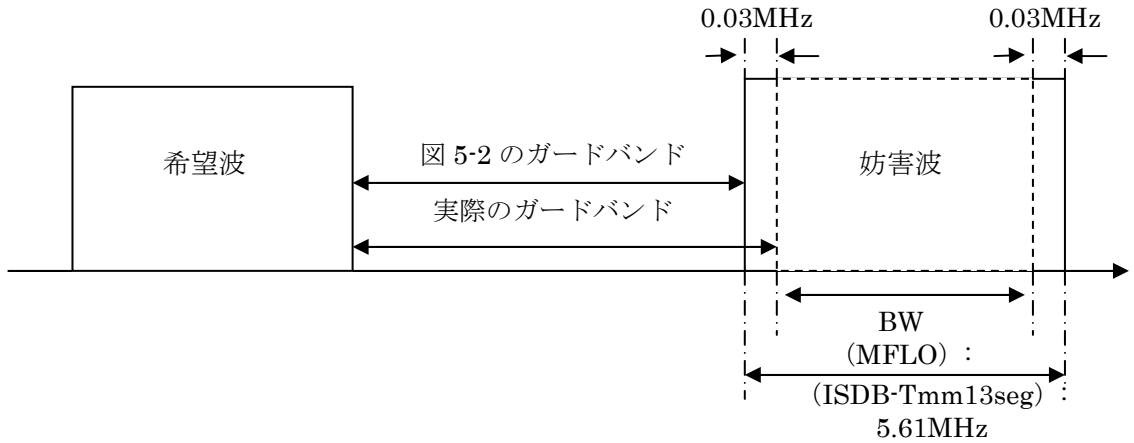 0.03MHz
0.03MHz
希望波
図 5-2 のガードバンド
妨害波
実際のガードバンド
BW
(MFLO)：
(ISDB-Tmm13seg)：
5.61MHz